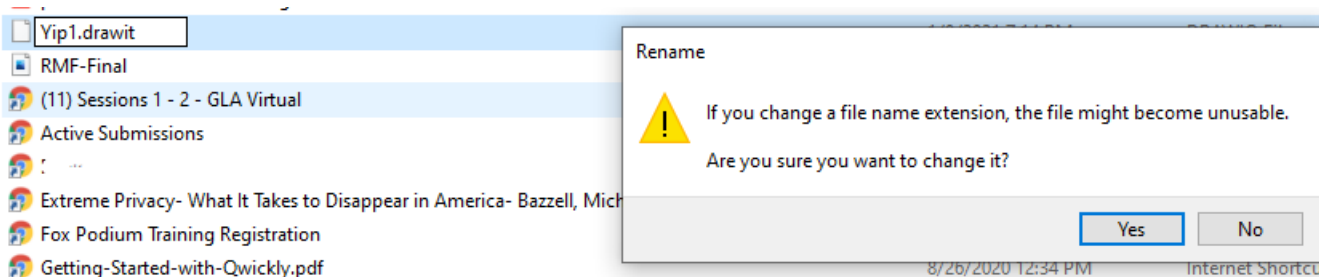 Yip1.drawit
RMF-Final
(11) Sessions 1 - 2 - GLA Virtual
Active Submissions
Extreme Privacy- What It Takes to Disappear in America- Bazzell, Mich
Fox Podium Training Registration
Getting-Started-with-Qwickly.pdf
8/26/2020 12:34 PM
Internet Shortcu
Rename
If you change a file name extension, the file might become unusable.
Are you sure you want to change it?
Yes
No